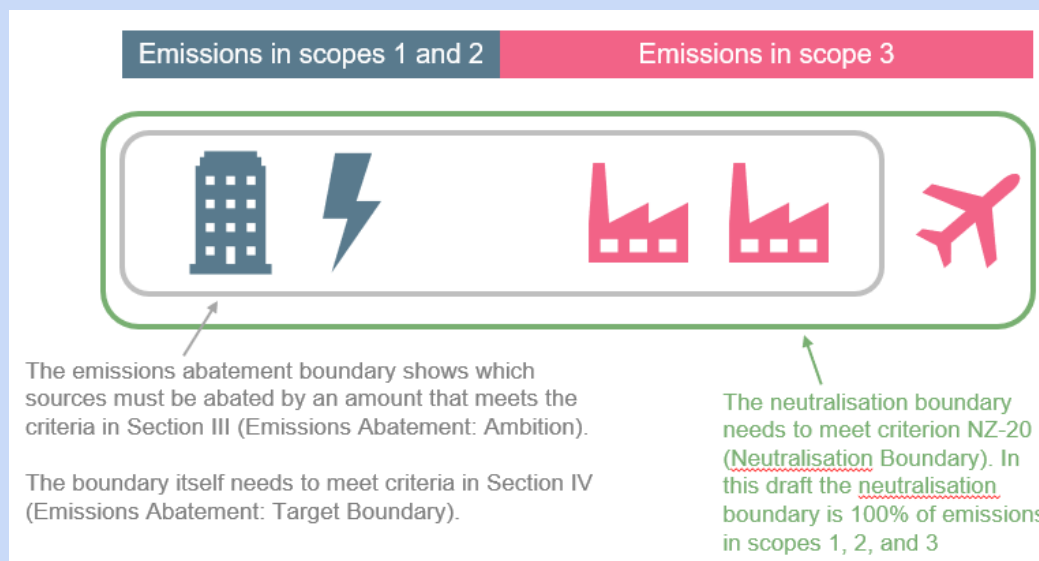 Emissions in scopes 1 and 2
Emissions in scope 3
The emissions abatement boundary shows which
sources must be abated by an amount that meets the
criteria in Section III (Emissions Abatement: Ambition).
The boundary itself needs to meet criteria in Section IV
(Emissions Abatement: Target Boundary).
The neutralisation boundary
needs to meet criterion NZ-20
(Neutralisation Boundary). In
this draft the neutralisation
boundary is 100% of emissions
in scopes 1, 2, and 3